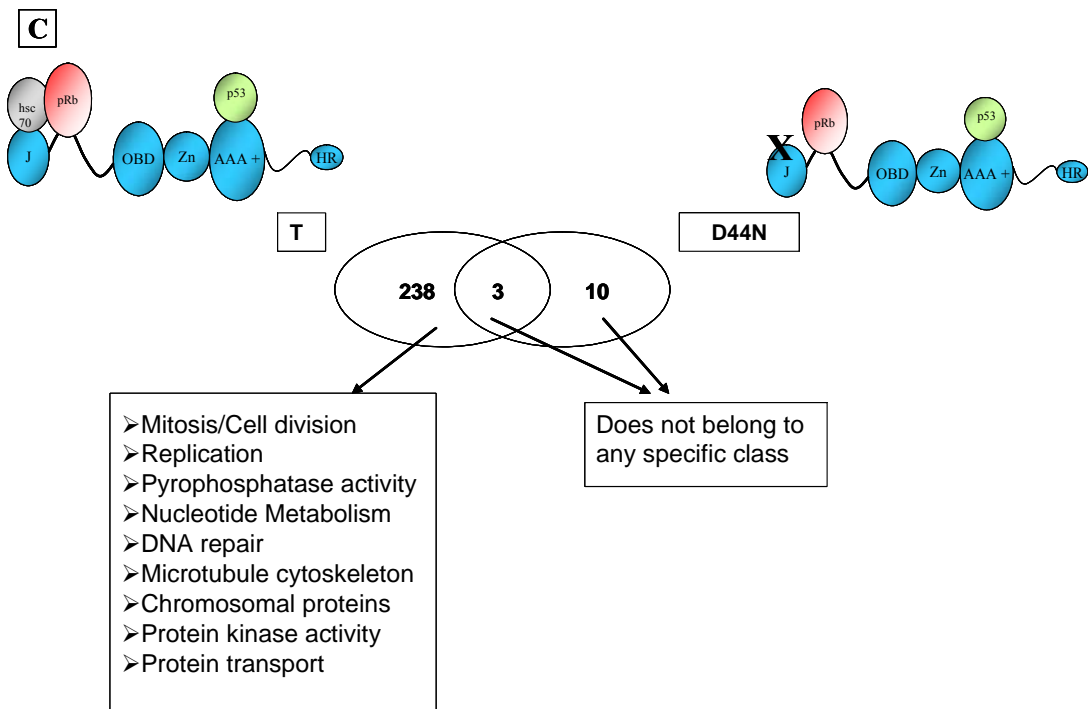 C
hsc
70
pRb
p53
J
OBD
Zn
AAA +
HR
pRb
p53
X
J
OBD
Zn
AAA +
HR
T
D44N
238
3
10
➢Mitosis/Cell division
➢Replication
➢Pyrophosphatase activity
➢Nucleotide Metabolism
➢DNA repair
➢Microtubule cytoskeleton
➢Chromosomal proteins
➢Protein kinase activity
➢Protein transport
Does not belong to
any specific class